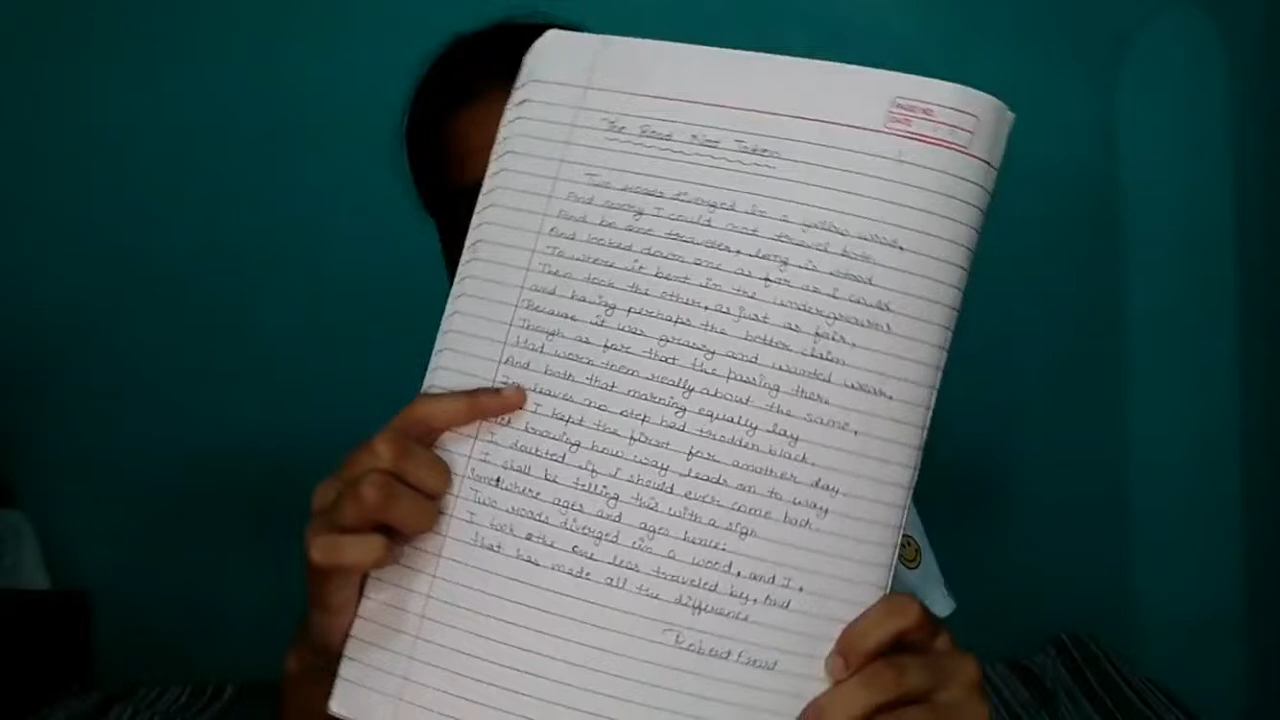 PAGE NO.
DATE
The Road Not Taken
Two roads diverged in a yellow wood,
And sorry I could not travel both
And be one traveler, long is stood
And looked down one as far as I could
To where it bent in the undergrownt
Then took the other, as just as fair,
and having perhaps the better claim
Because it was grassy and wanted wear,
Though as for that the passing there
Had worn them really about the same,
And both that morning equally lay
In leaves no step had trodden black.
I kept the first for another day
knowing how way leads on to way
I doubted if I should ever come back.
I shall be telling this with a sigh
Somewhere ages and ages hence:
Two roads diverged in a wood, and I,
I took othe one less traveled by, And
that has made all the difference
Robert Frost